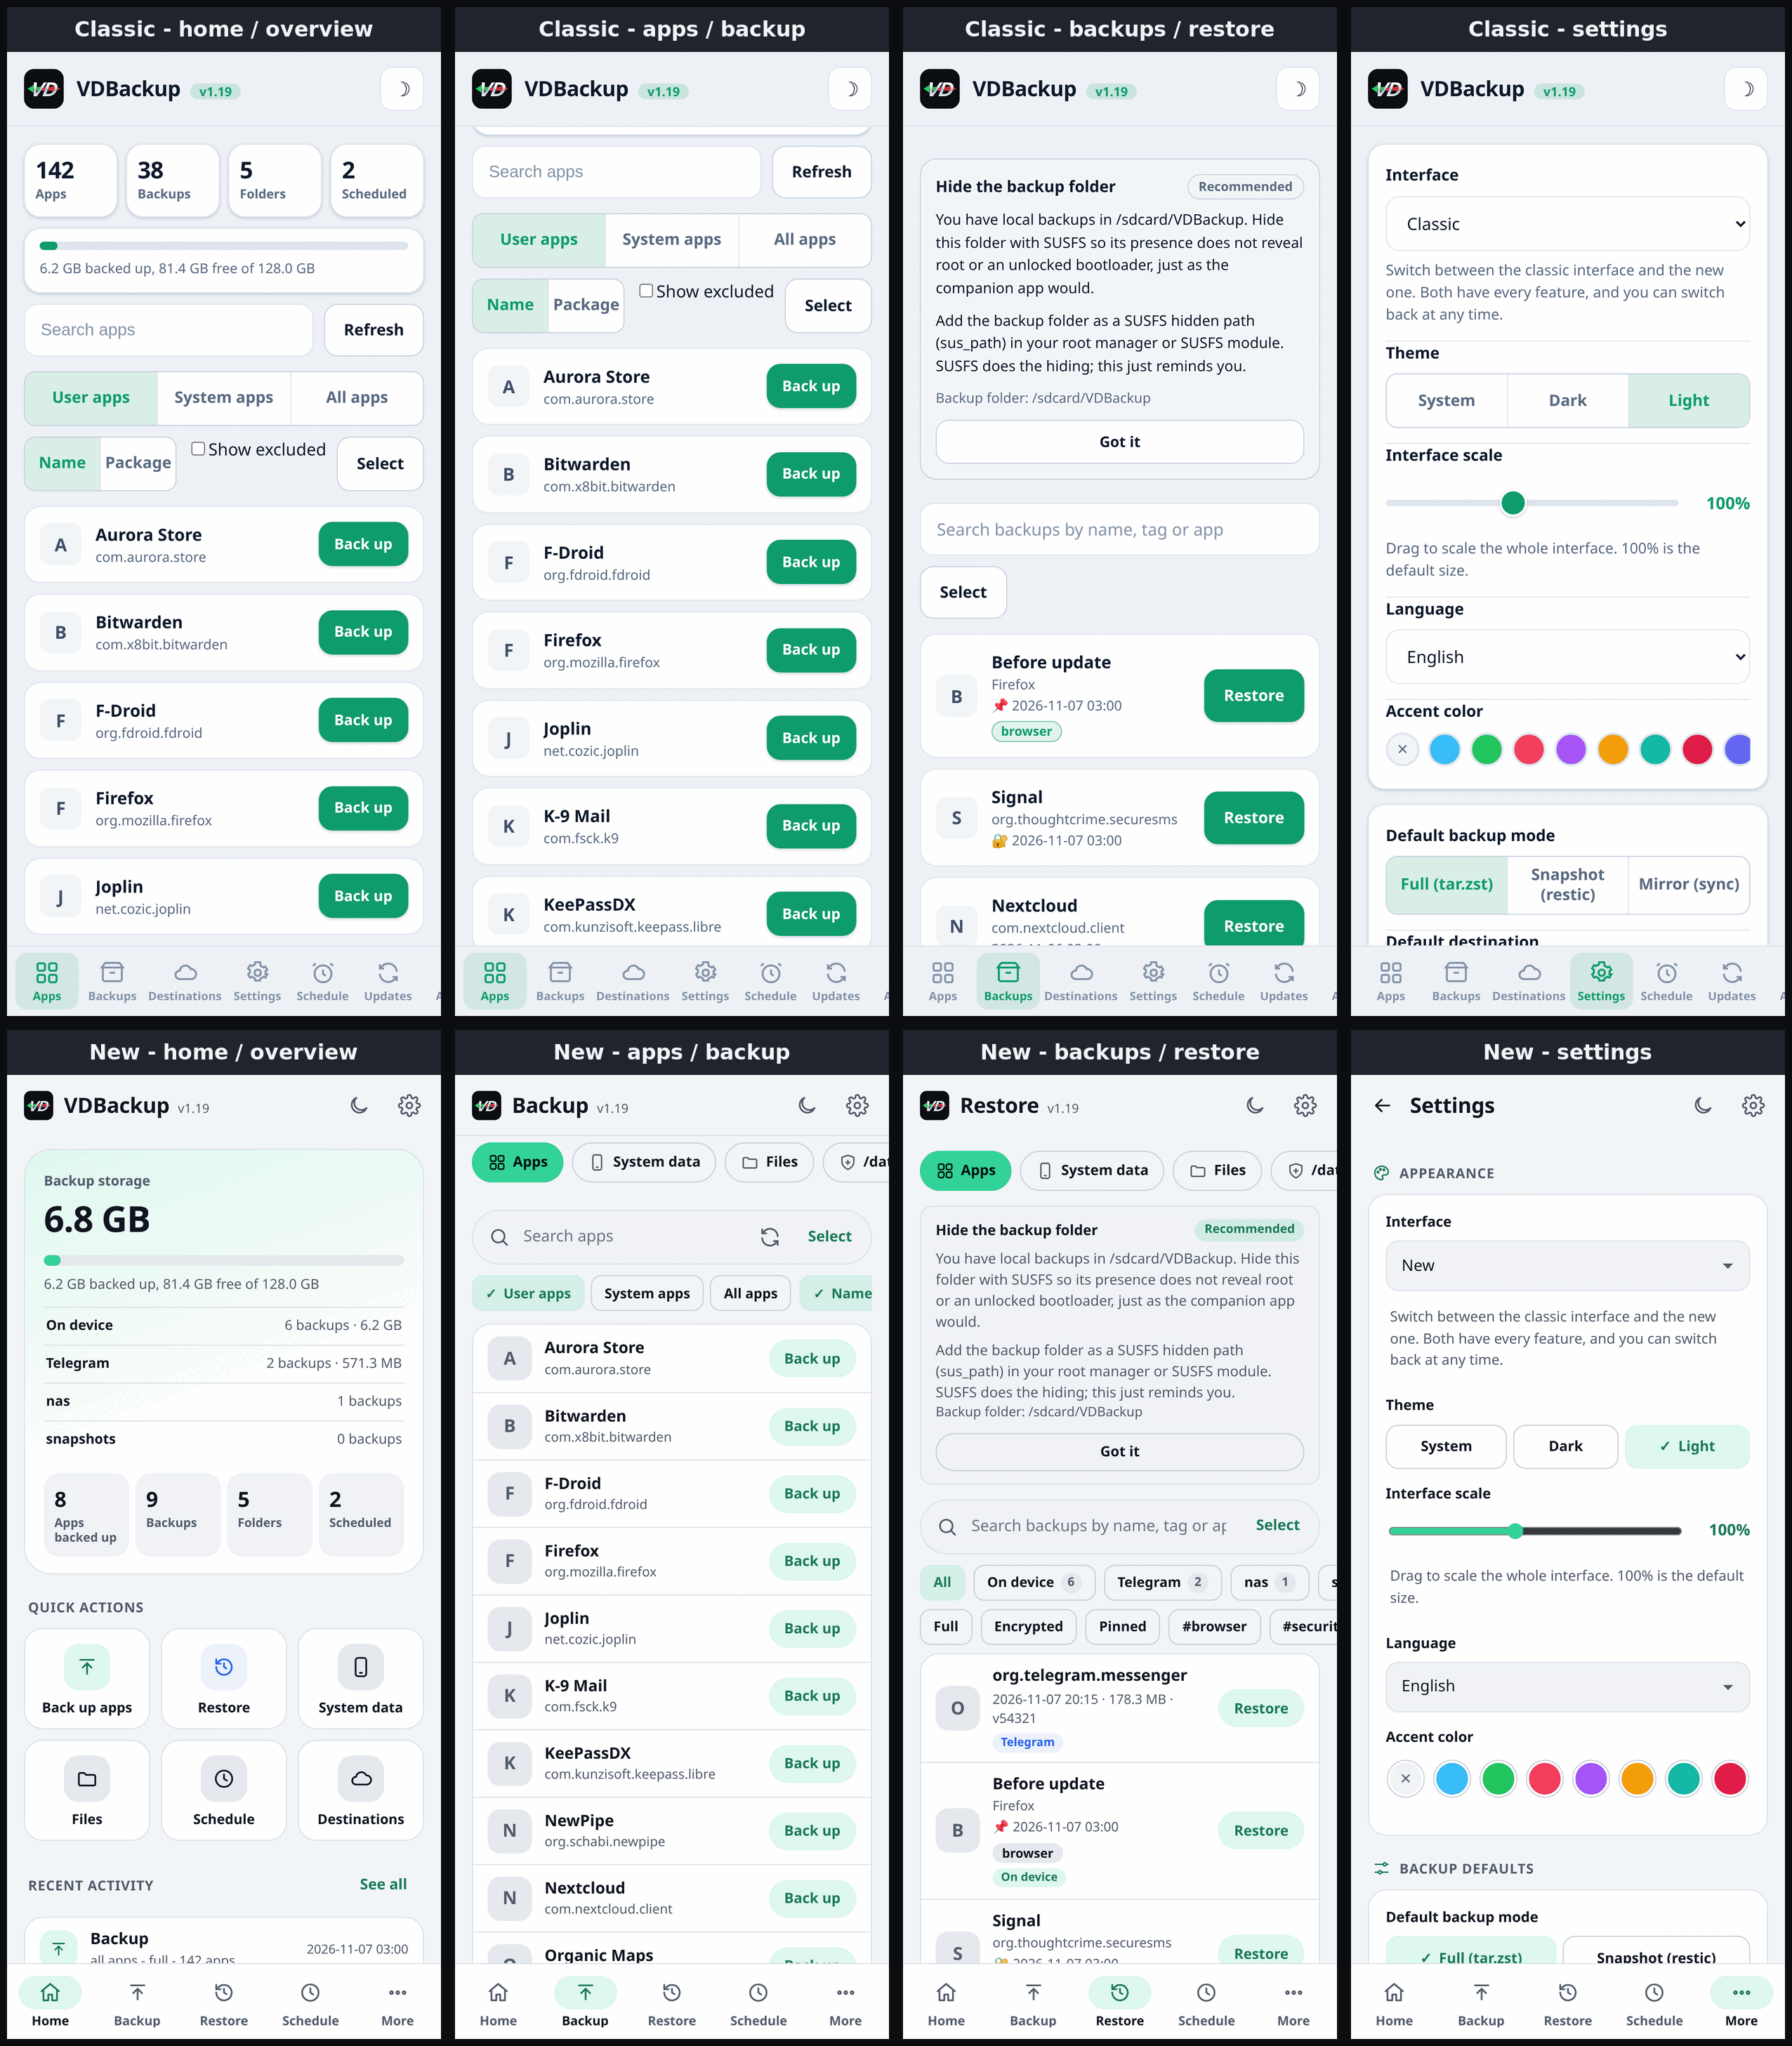 Classic - home / overview
VDBackup v1.19
142
Apps
38
Backups
5
Folders
2
Scheduled
6.2 GB backed up, 81.4 GB free of 128.0 GB
Search apps
Refresh
User apps
System apps
All apps
Name
Package
Show excluded
Select
A
Aurora Store
com.aurora.store
Back up
B
Bitwarden
com.x8bit.bitwarden
Back up
F
F-Droid
org.fdroid.fdroid
Back up
F
Firefox
org.mozilla.firefox
Back up
J
Joplin
net.cozic.joplin
Back up
Apps
Backups
Destinations
Settings
Schedule
Updates
Classic - apps / backup
VDBackup v1.19
Search apps
Refresh
User apps
System apps
All apps
Name
Package
Show excluded
Select
A
Aurora Store
com.aurora.store
Back up
B
Bitwarden
com.x8bit.bitwarden
Back up
F
F-Droid
org.fdroid.fdroid
Back up
F
Firefox
org.mozilla.firefox
Back up
J
Joplin
net.cozic.joplin
Back up
K
K-9 Mail
com.fsck.k9
Back up
K
KeePassDX
com.kunzisoft.keepass.libre
Back up
Apps
Backups
Destinations
Settings
Schedule
Updates
Classic - backups / restore
VDBackup v1.19
Hide the backup folder
Recommended
You have local backups in /sdcard/VDBackup. Hide
this folder with SUSFS so its presence does not reveal
root or an unlocked bootloader, just as the
companion app would.
Add the backup folder as a SUSFS hidden path
(sus_path) in your root manager or SUSFS module.
SUSFS does the hiding; this just reminds you.
Backup folder: /sdcard/VDBackup
Got it
Search backups by name, tag or app
Select
B
Before update
Firefox
📌 2026-11-07 03:00
browser
Restore
S
Signal
org.thoughtcrime.securesms
🔐 2026-11-07 03:00
Restore
N
Nextcloud
com.nextcloud.client
Restore
Apps
Backups
Destinations
Settings
Schedule
Updates
Classic - settings
VDBackup v1.19
Interface
Classic
Switch between the classic interface and the new
one. Both have every feature, and you can switch
back at any time.
Theme
System
Dark
Light
Interface scale
100%
Drag to scale the whole interface. 100% is the
default size.
Language
English
Accent color
Default backup mode
Full (tar.zst)
Snapshot
(restic)
Mirror (sync)
Default destination
Apps
Backups
Destinations
Settings
Schedule
Updates
New - home / overview
VDBackup v1.19
Backup storage
6.8 GB
6.2 GB backed up, 81.4 GB free of 128.0 GB
On device
6 backups · 6.2 GB
Telegram
2 backups · 571.3 MB
nas
1 backups
snapshots
0 backups
8
Apps
backed up
9
Backups
5
Folders
2
Scheduled
QUICK ACTIONS
Back up apps
Restore
System data
Files
Schedule
Destinations
RECENT ACTIVITY
See all
Backup
all apps - full - 142 apps
2026-11-07 03:00
Home
Backup
Restore
Schedule
More
New - apps / backup
Backup v1.19
Apps
System data
Files
Search apps
Select
✓ User apps
System apps
All apps
✓ Name
A
Aurora Store
com.aurora.store
Back up
B
Bitwarden
com.x8bit.bitwarden
Back up
F
F-Droid
org.fdroid.fdroid
Back up
F
Firefox
org.mozilla.firefox
Back up
J
Joplin
net.cozic.joplin
Back up
K
K-9 Mail
com.fsck.k9
Back up
K
KeePassDX
com.kunzisoft.keepass.libre
Back up
N
NewPipe
org.schabi.newpipe
Back up
N
Nextcloud
com.nextcloud.client
Back up
Organic Maps
Home
Backup
Restore
Schedule
More
New - backups / restore
Restore v1.19
Apps
System data
Files
Hide the backup folder
Recommended
You have local backups in /sdcard/VDBackup. Hide this
folder with SUSFS so its presence does not reveal root
or an unlocked bootloader, just as the companion app
would.
Add the backup folder as a SUSFS hidden path
(sus_path) in your root manager or SUSFS module.
SUSFS does the hiding; this just reminds you.
Backup folder: /sdcard/VDBackup
Got it
Search backups by name, tag or ap
Select
All
On device 6
Telegram 2
nas 1
Full
Encrypted
Pinned
#browser
#securit
O
org.telegram.messenger
2026-11-07 20:15 · 178.3 MB ·
v54321
Telegram
Restore
B
Before update
Firefox
📌 2026-11-07 03:00
browser
On device
Restore
S
Signal
org.thoughtcrime.securesms
🔐 2026-11-07 03:00
Restore
Home
Backup
Restore
Schedule
More
New - settings
Settings
APPEARANCE
Interface
New
Switch between the classic interface and the new
one. Both have every feature, and you can switch
back at any time.
Theme
System
Dark
✓ Light
Interface scale
100%
Drag to scale the whole interface. 100% is the default
size.
Language
English
Accent color
BACKUP DEFAULTS
Default backup mode
✓ Full (tar.zst)
Snapshot (restic)
Home
Backup
Restore
Schedule
More